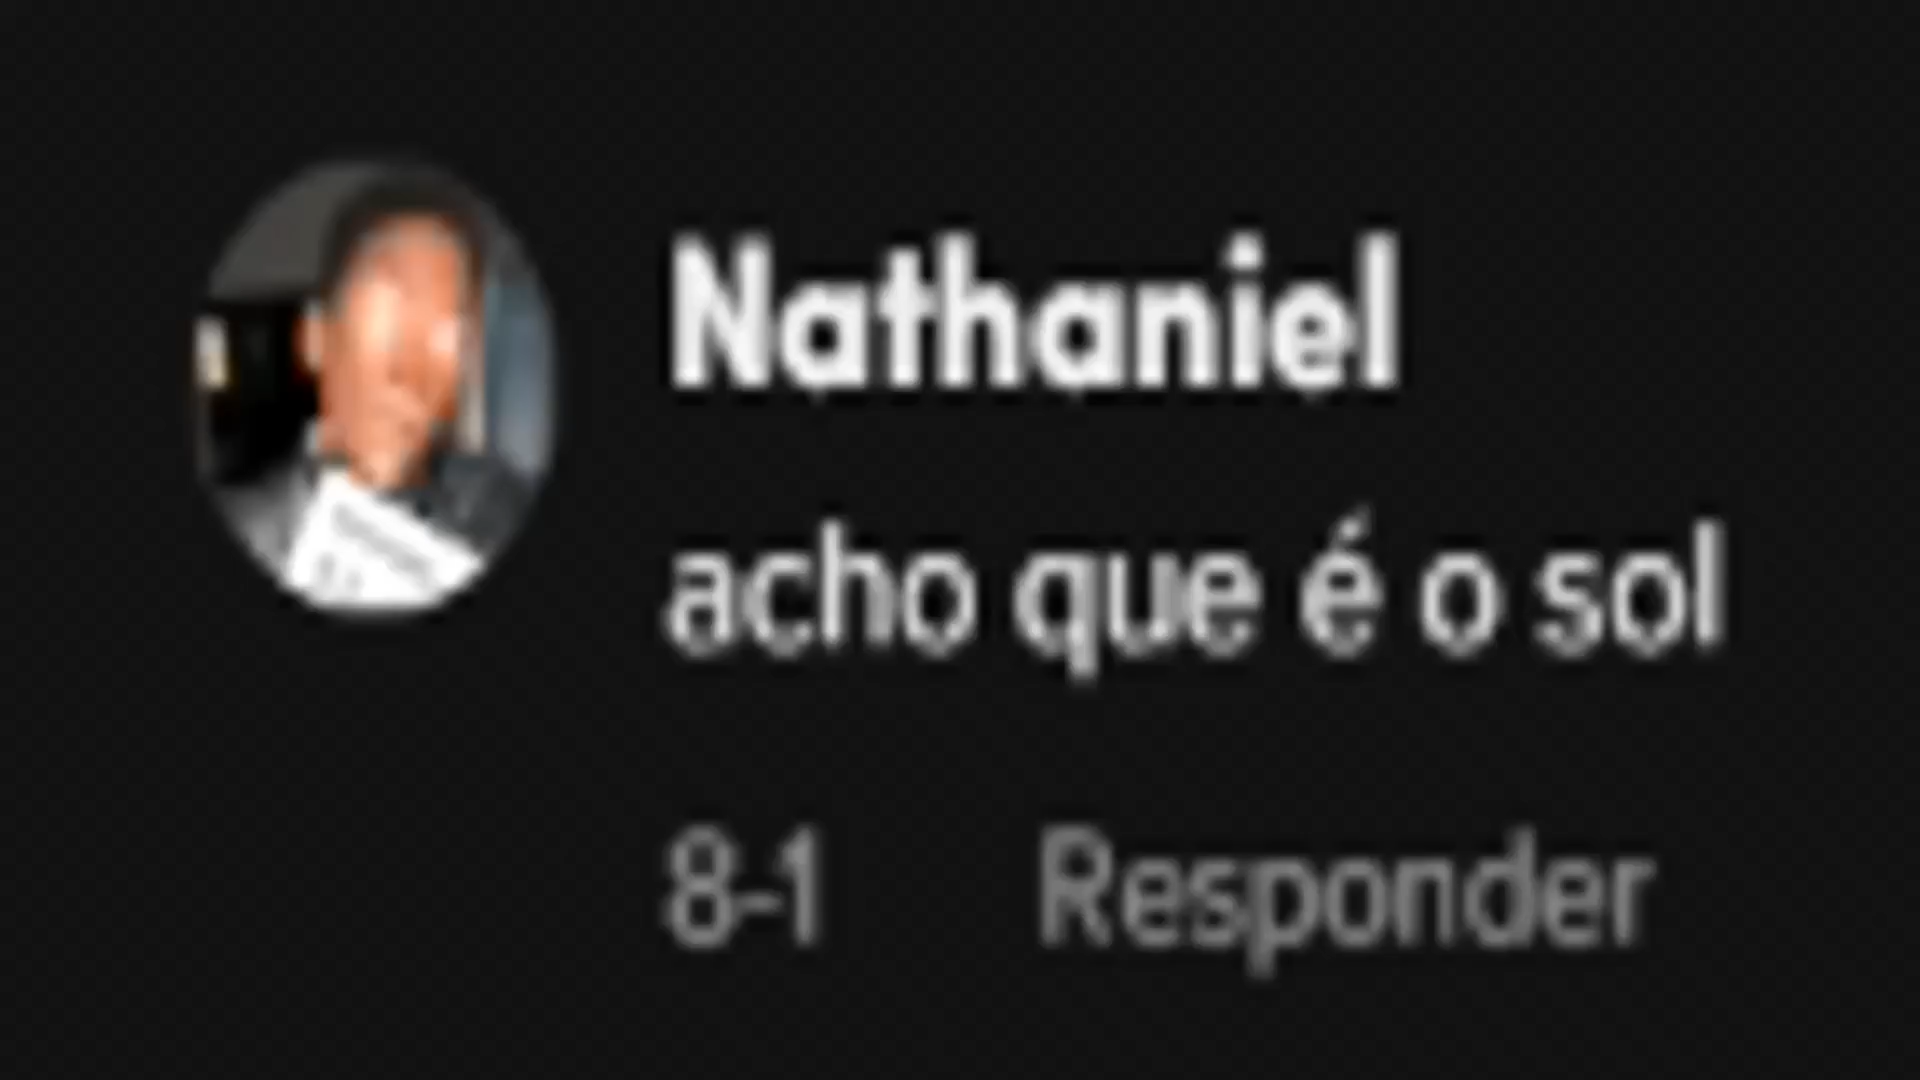 Nathaniel
acho que é o sol
8-1 Responder